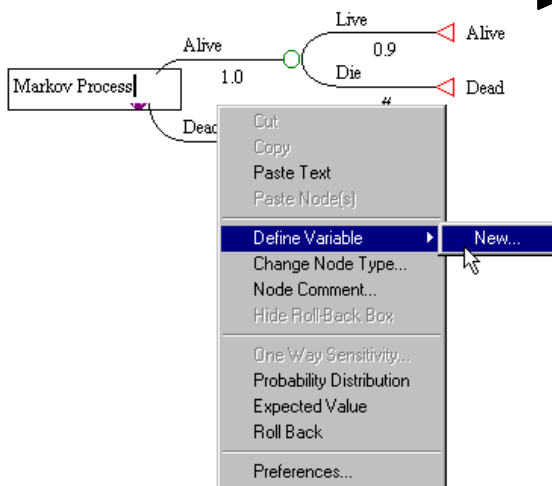 Live
Alive
Alive
0.9
Markov Process
1.0
Die
Dead
#
Dead
Cut
Copy
Paste Text
Paste Node(s)
Define Variable
New...
Change Node Type...
Node Comment...
Hide Roll-Back Box
One Way Sensitivity...
Probability Distribution
Expected Value
Roll Back
Preferences...